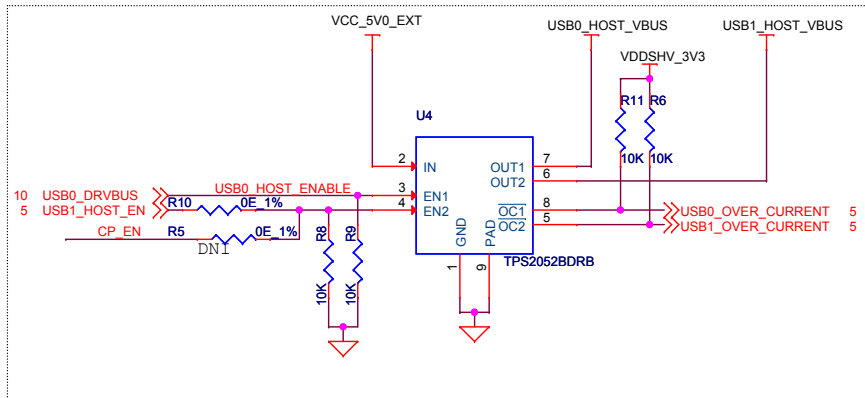 VCC_5V0_EXT
USB0_HOST_VBUS
USB1_HOST_VBUS
VDDSHV_3V3
U4
R11 R6
10K 10K
2 IN
OUT1 7
OUT2 6
10 USB0_DRVBUS
USB0_HOST_ENABLE
3 EN1
5 USB1_HOST_EN
R10 0E_1%
4 EN2
OC1 8
USB0_OVER_CURRENT 5
OC2 5
USB1_OVER_CURRENT 5
CP_EN
R5 0E_1%
DNI
R8 10K
R9 10K
GND 1
PAD 9
TPS2052BDRB